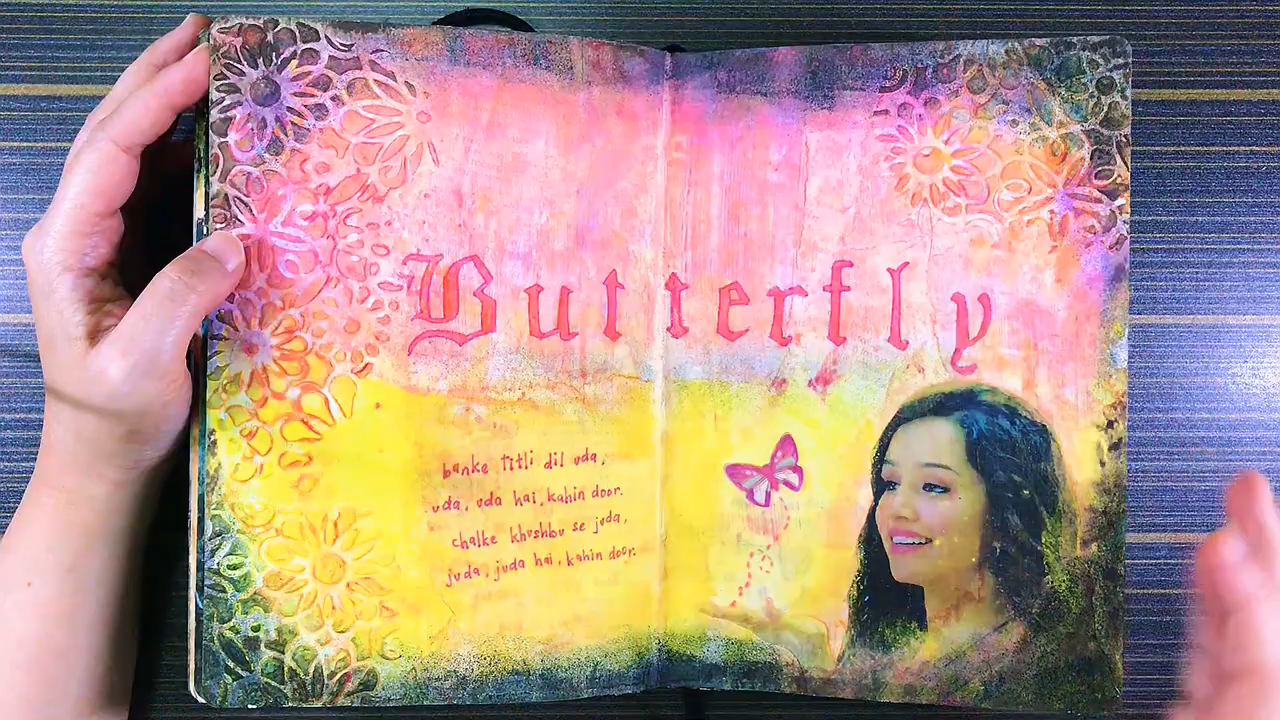 Butterfly
banke titli dil uda,
uda, uda hai, kahin door.
chalke khushbu se juda,
juda, juda hai, kahin door.